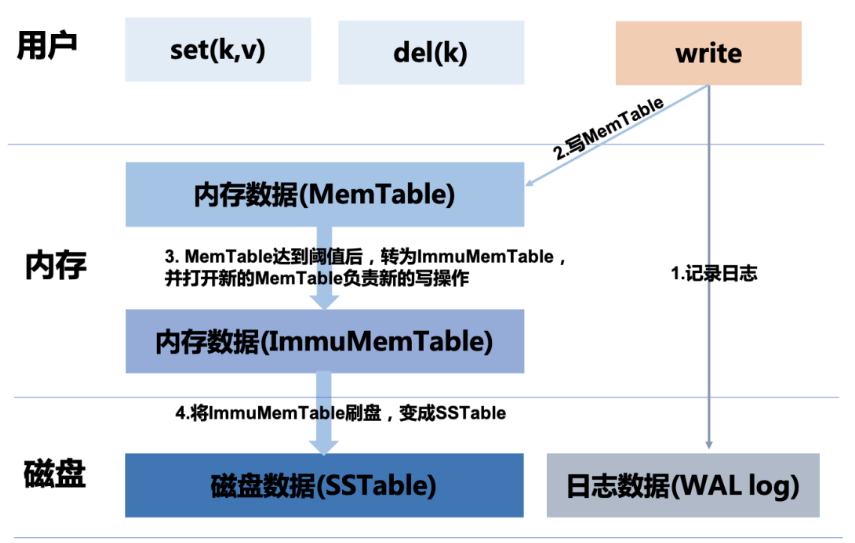 用户
set(k,v)
del(k)
write
2.写MemTable
内存数据(MemTable)
内存
3. MemTable达到阈值后，转为ImmuMemTable，
并打开新的MemTable负责新的写操作
1.记录日志
内存数据(ImmuMemTable)
4.将ImmuMemTable刷盘，变成SSTable
磁盘
磁盘数据(SSTable)
日志数据(WAL log)